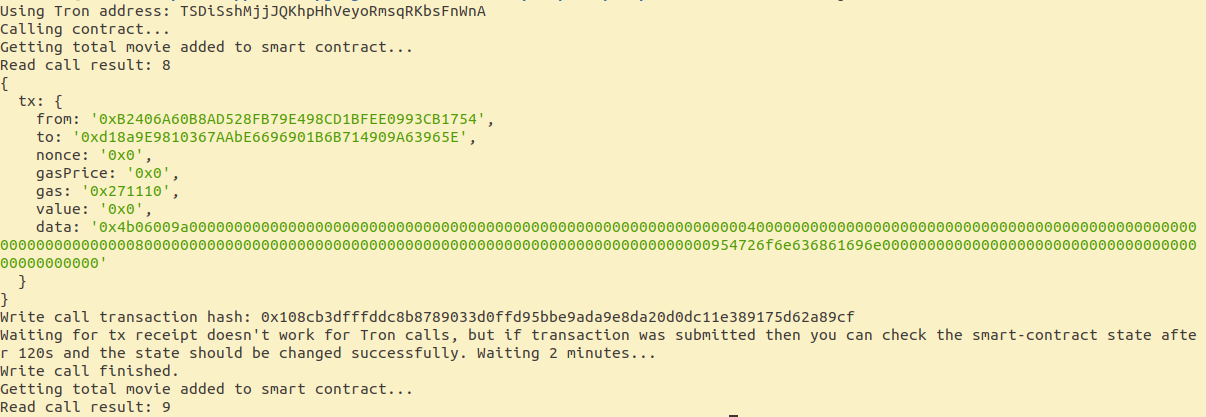 Using Tron address: TSDiSshMjjJQKhpHhVeyoRmsqRKbsFnWnA
Calling contract...
Getting total movie added to smart contract...
Read call result: 8
{
  tx: {
    from: '0xB2406A60B8AD528FB79E498CD1BFEE0993CB1754',
    to: '0xd18a9E9810367AAbE6696901B6B714909A63965E',
    nonce: '0x0',
    gasPrice: '0x0',
    gas: '0x271110',
    value: '0x0',
    data: '0x4b06009a00000000000000000000000000000000000000000000000000000000000000400000000000000000000000000000000000000000000000000
0000000000000008000000000000000000000000000000000000000000000000000000000000000954726f6e636861696e00000000000000000000000000000000000
00000000000'
  }
}
Write call transaction hash: 0x108cb3dfffddc8b8789033d0ffd95bbe9ada9e8da20d0dc11e389175d62a89cf
Waiting for tx receipt doesn't work for Tron calls, but if transaction was submitted then you can check the smart-contract state afte
r 120s and the state should be changed successfully. Waiting 2 minutes...
Write call finished.
Getting total movie added to smart contract...
Read call result: 9